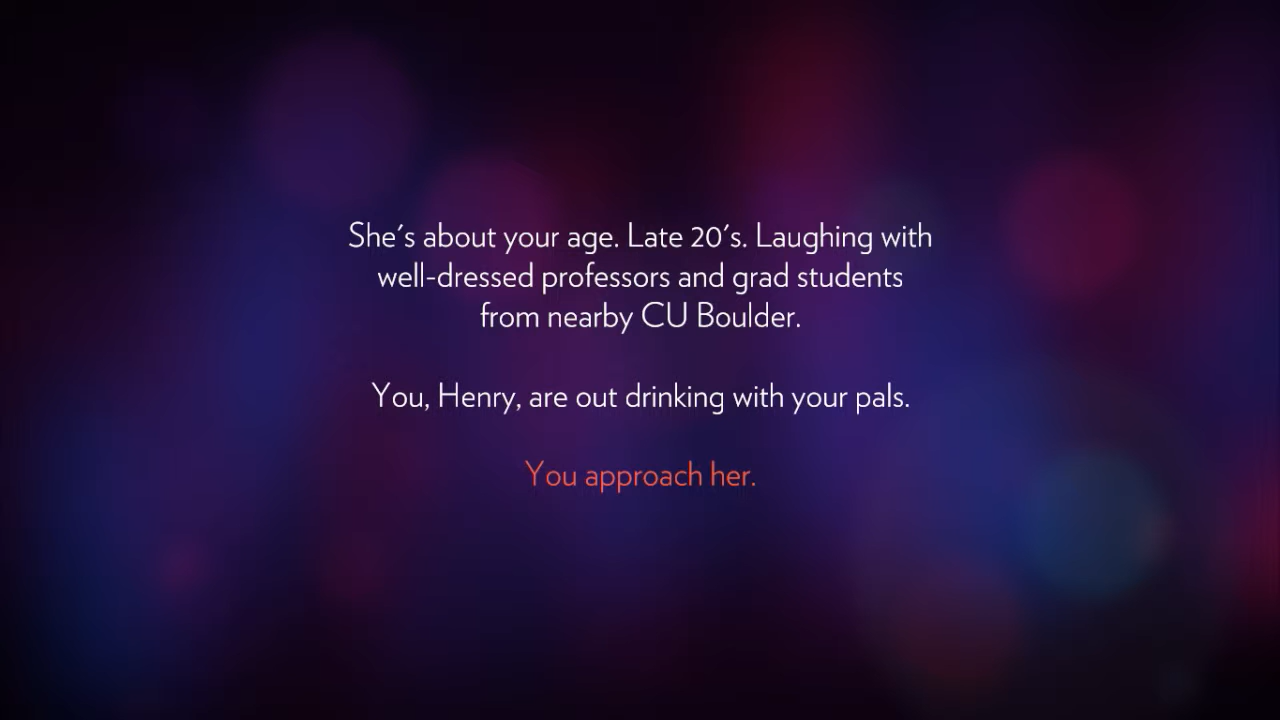 She's about your age. Late 20's. Laughing with
well-dressed professors and grad students
from nearby CU Boulder.
You, Henry, are out drinking with your pals.
You approach her.